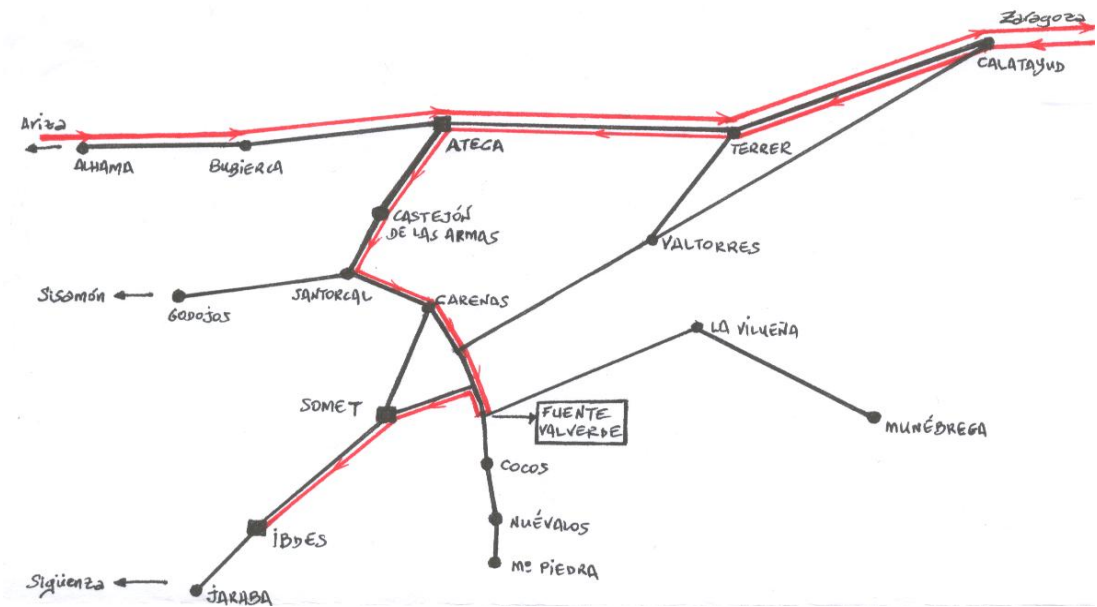 Zaragoza
CALATAYUD
Ariza
ALHAMA
BUBIERCA
ATECA
TERRER
CASTEJÓN
DE LAS ARMAS
VALTORRES
SANTORCAL
Sisamón
GODOJOS
CARENAS
LA VILUEÑA
SOMET
FUENTE
VALVERDE
MUNÉBREGA
COCOS
NUÉVALOS
IBDES
Mº PIEDRA
Sigüenza
JARABA